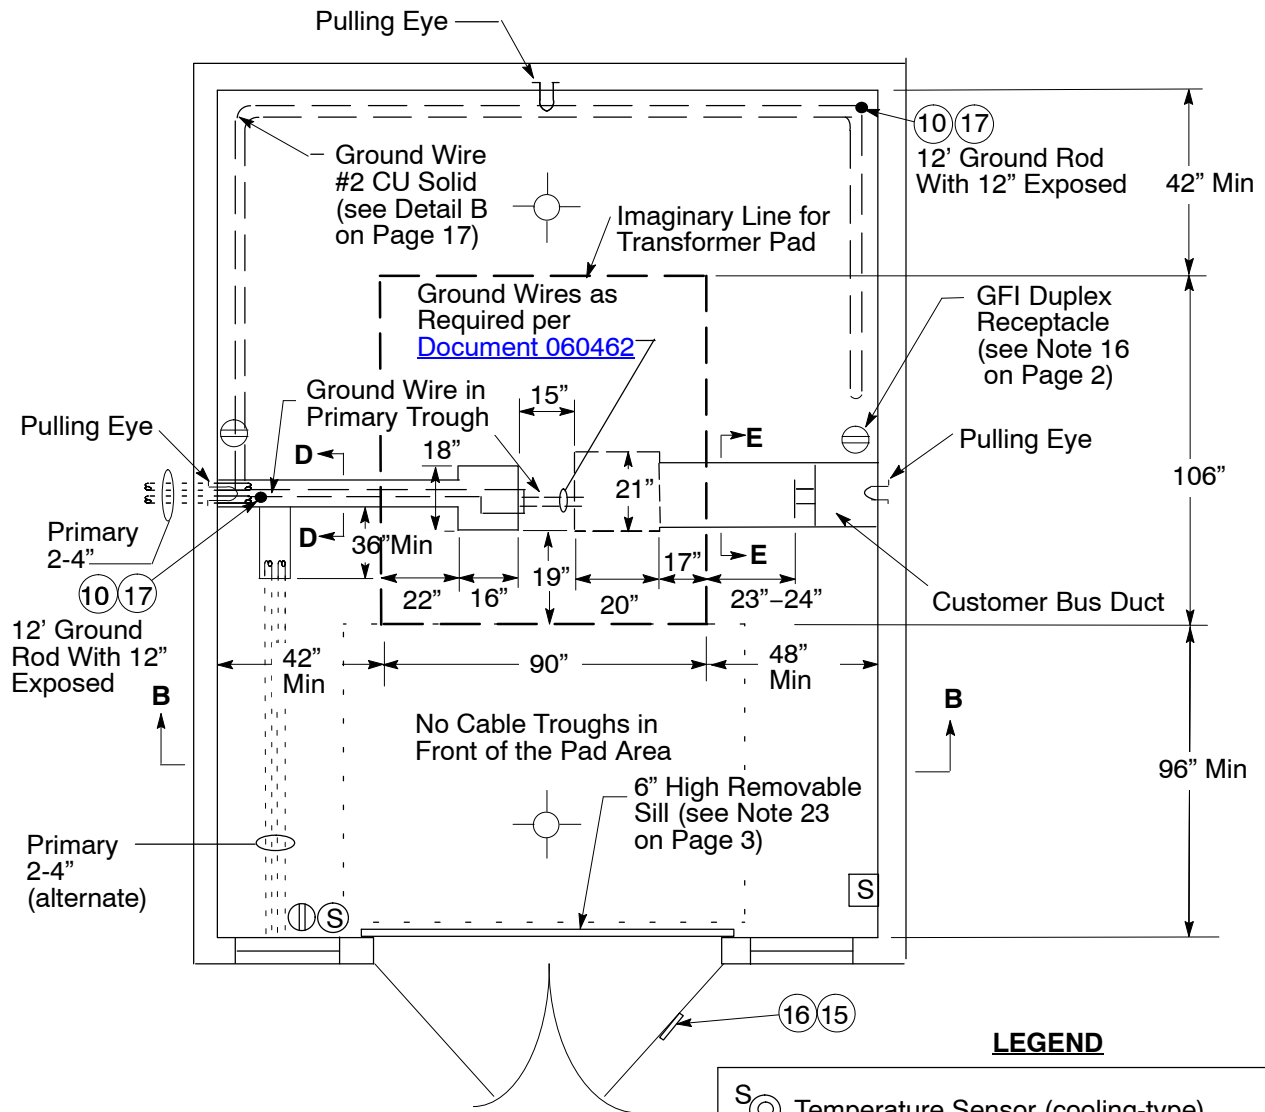 Pulling Eye
10 17
12’ Ground Rod
With 12” Exposed
42” Min
Ground Wire
#2 CU Solid
(see Detail B
on Page 17)
Imaginary Line for
Transformer Pad
Ground Wires as
Required per
Document 060462
GFI Duplex
Receptacle
(see Note 16
on Page 2)
Ground Wire in
Primary Trough
15”
Pulling Eye
D
18”
E
Pulling Eye
21”
106”
Primary
2-4”
D
36”Min
E
19”
17”
22”
16”
20”
23”–24”
10 17
12’ Ground
Rod With 12”
Exposed
Customer Bus Duct
42”
Min
90”
48”
Min
B
B
No Cable Troughs in
Front of the Pad Area
96” Min
6” High Removable
Sill (see Note 23
on Page 3)
Primary
2-4”
(alternate)
S
S
16 15
LEGEND
S
Temperature Sensor (cooling-type)